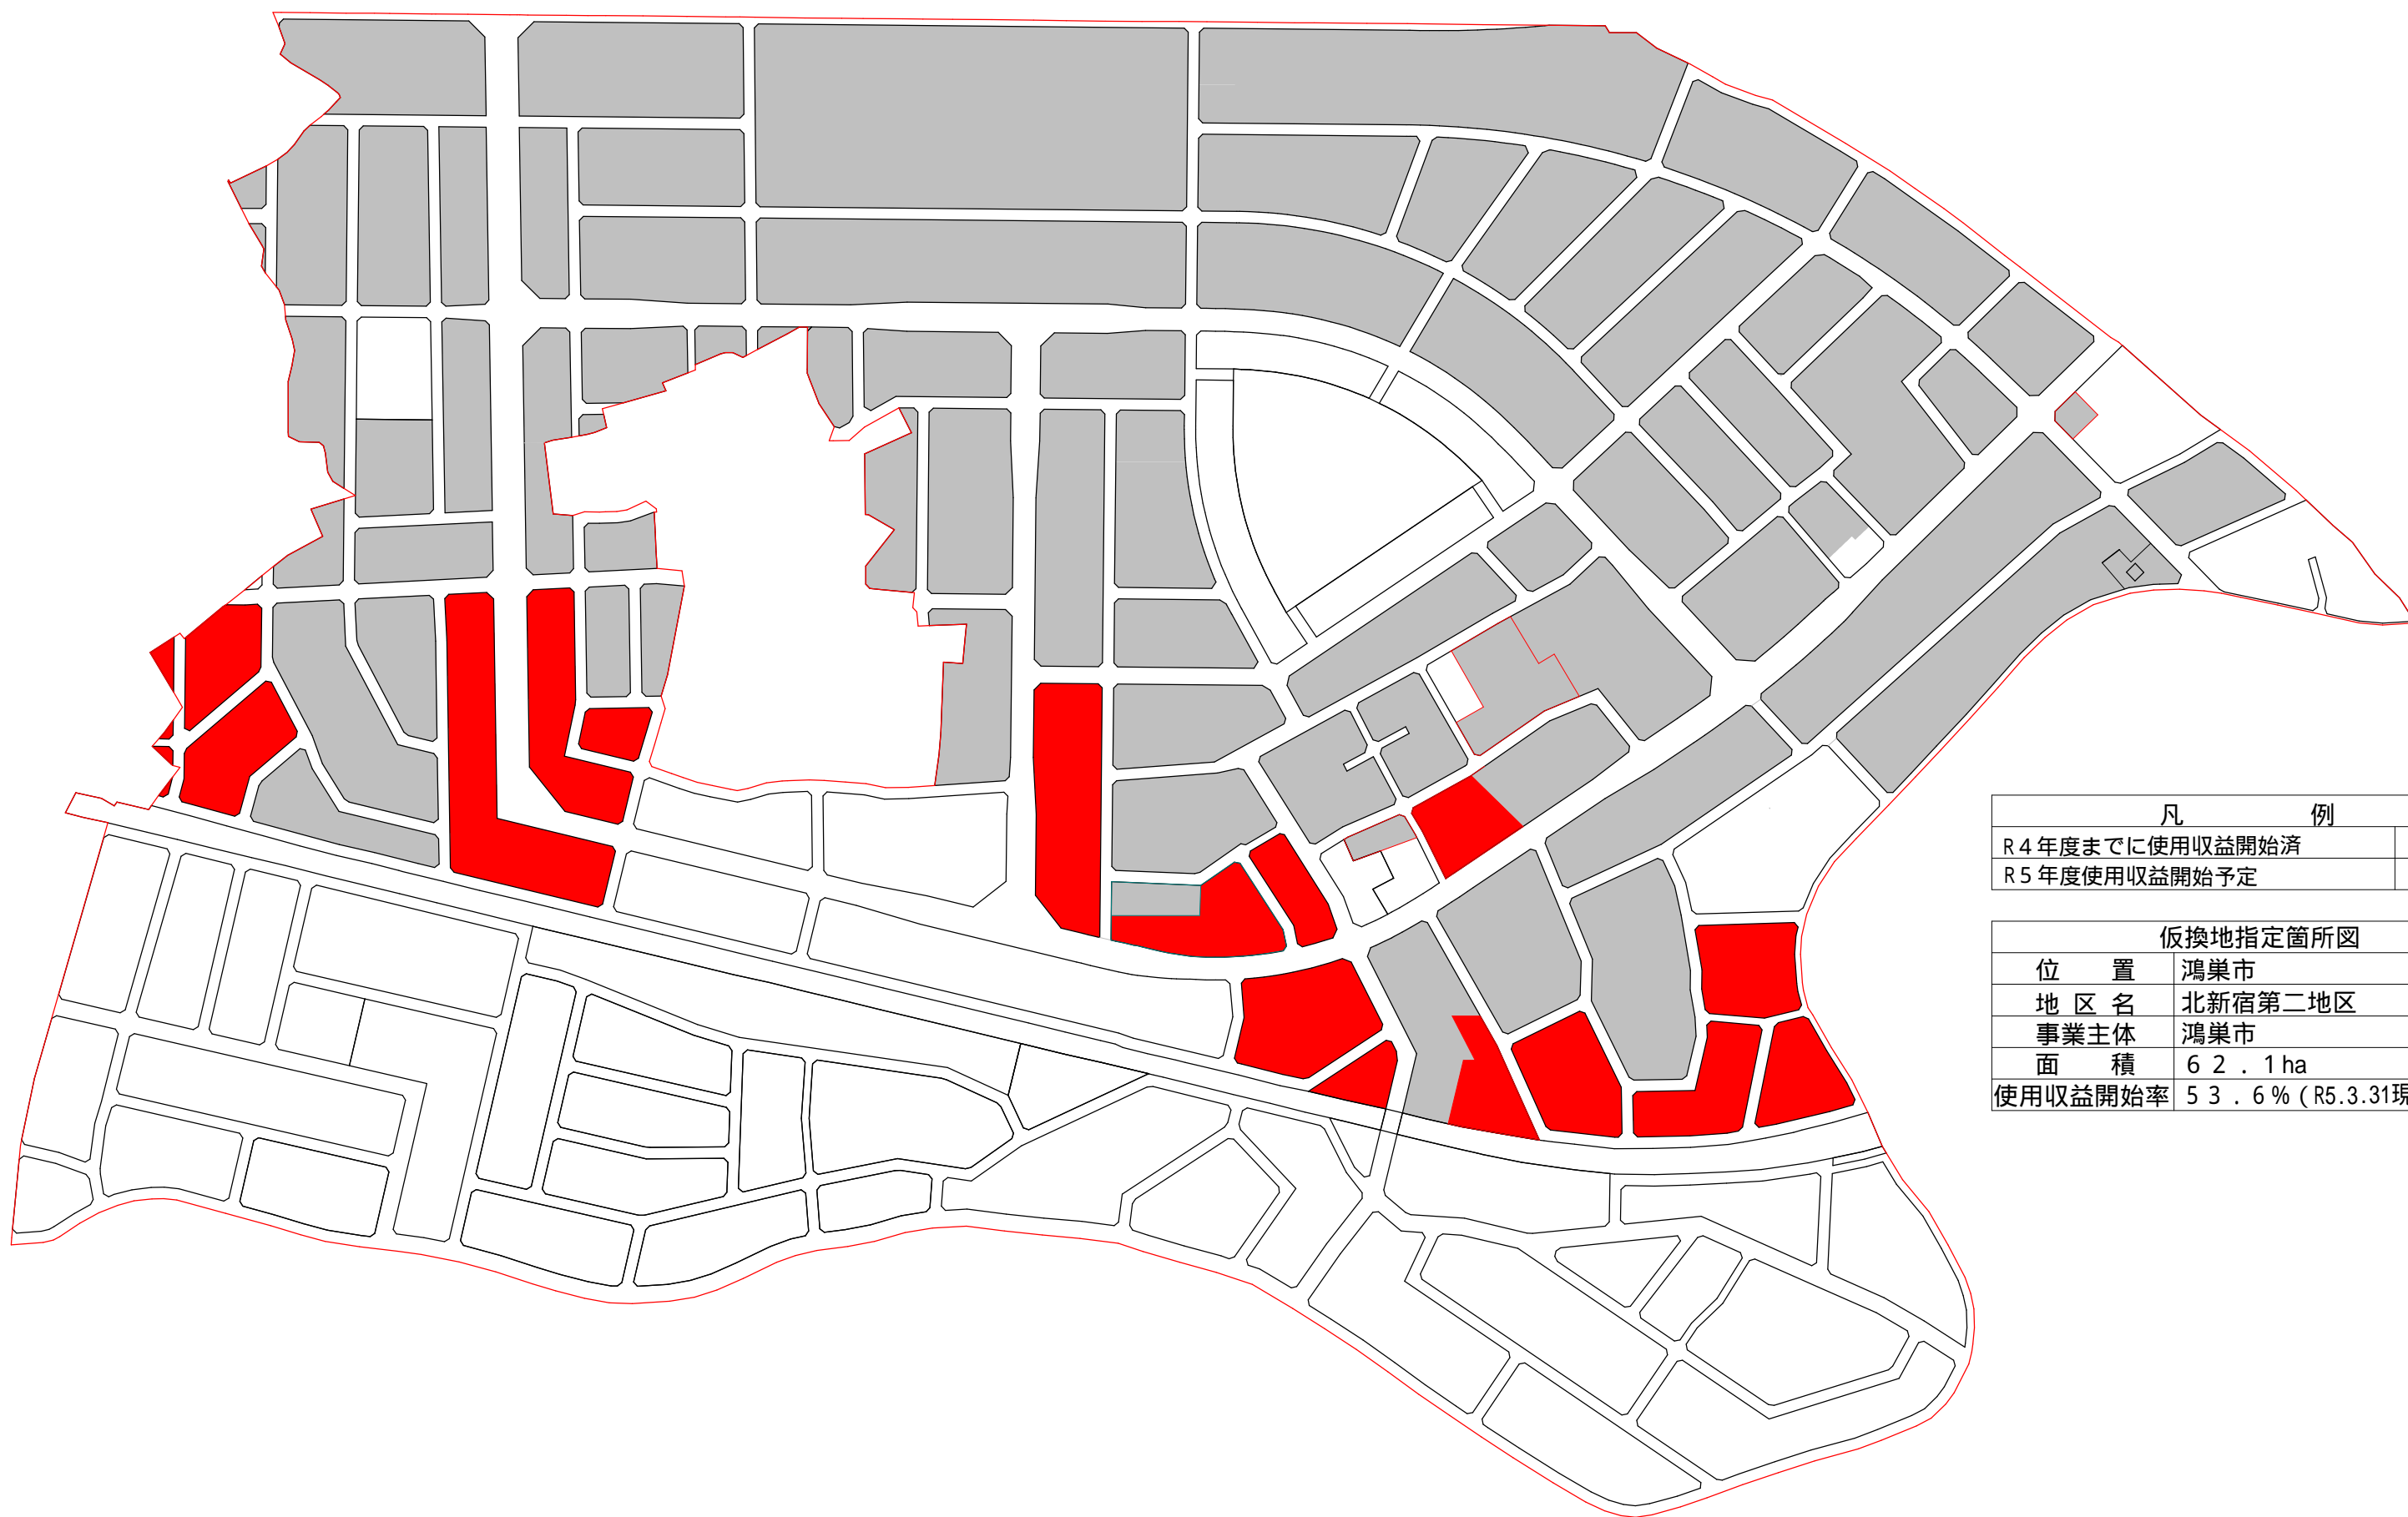 凡 例
R4年度までに使用収益開始済
R5年度使用収益開始予定
仮換地指定箇所図
位 置 鴻巣市
地 区 名 北新宿第二地区
事業主体 鴻巣市
面 積 62.1ha
使用収益開始率 53.6%(R5.3.31現